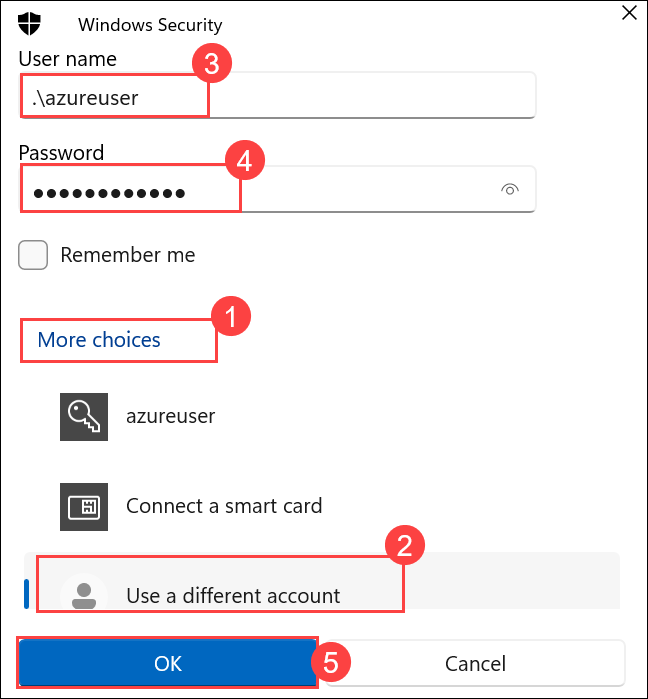 Windows Security
User name
3
.\azureuser
Password
4
●●●●●●●●●●●●
Remember me
1
More choices
azureuser
Connect a smart card
2
Use a different account
OK
5
Cancel